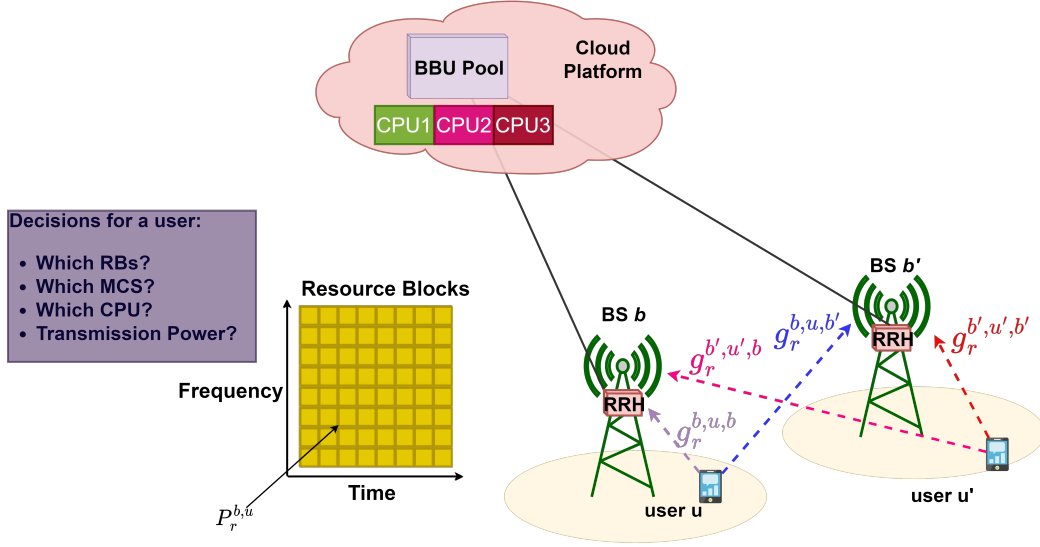 BBU Pool
Cloud
Platform
CPU1 CPU2 CPU3
Decisions for a user:
• Which RBs?
• Which MCS?
• Which CPU?
• Transmission Power?
Resource Blocks
Frequency
Time
$P_r^{b,u}$
BS b
RRH
BS b'
RRH
$g_r^{b,u,b'}$
$g_r^{b',u',b'}$
$g_r^{b',u',b}$
$g_r^{b,u,b}$
user u
user u'